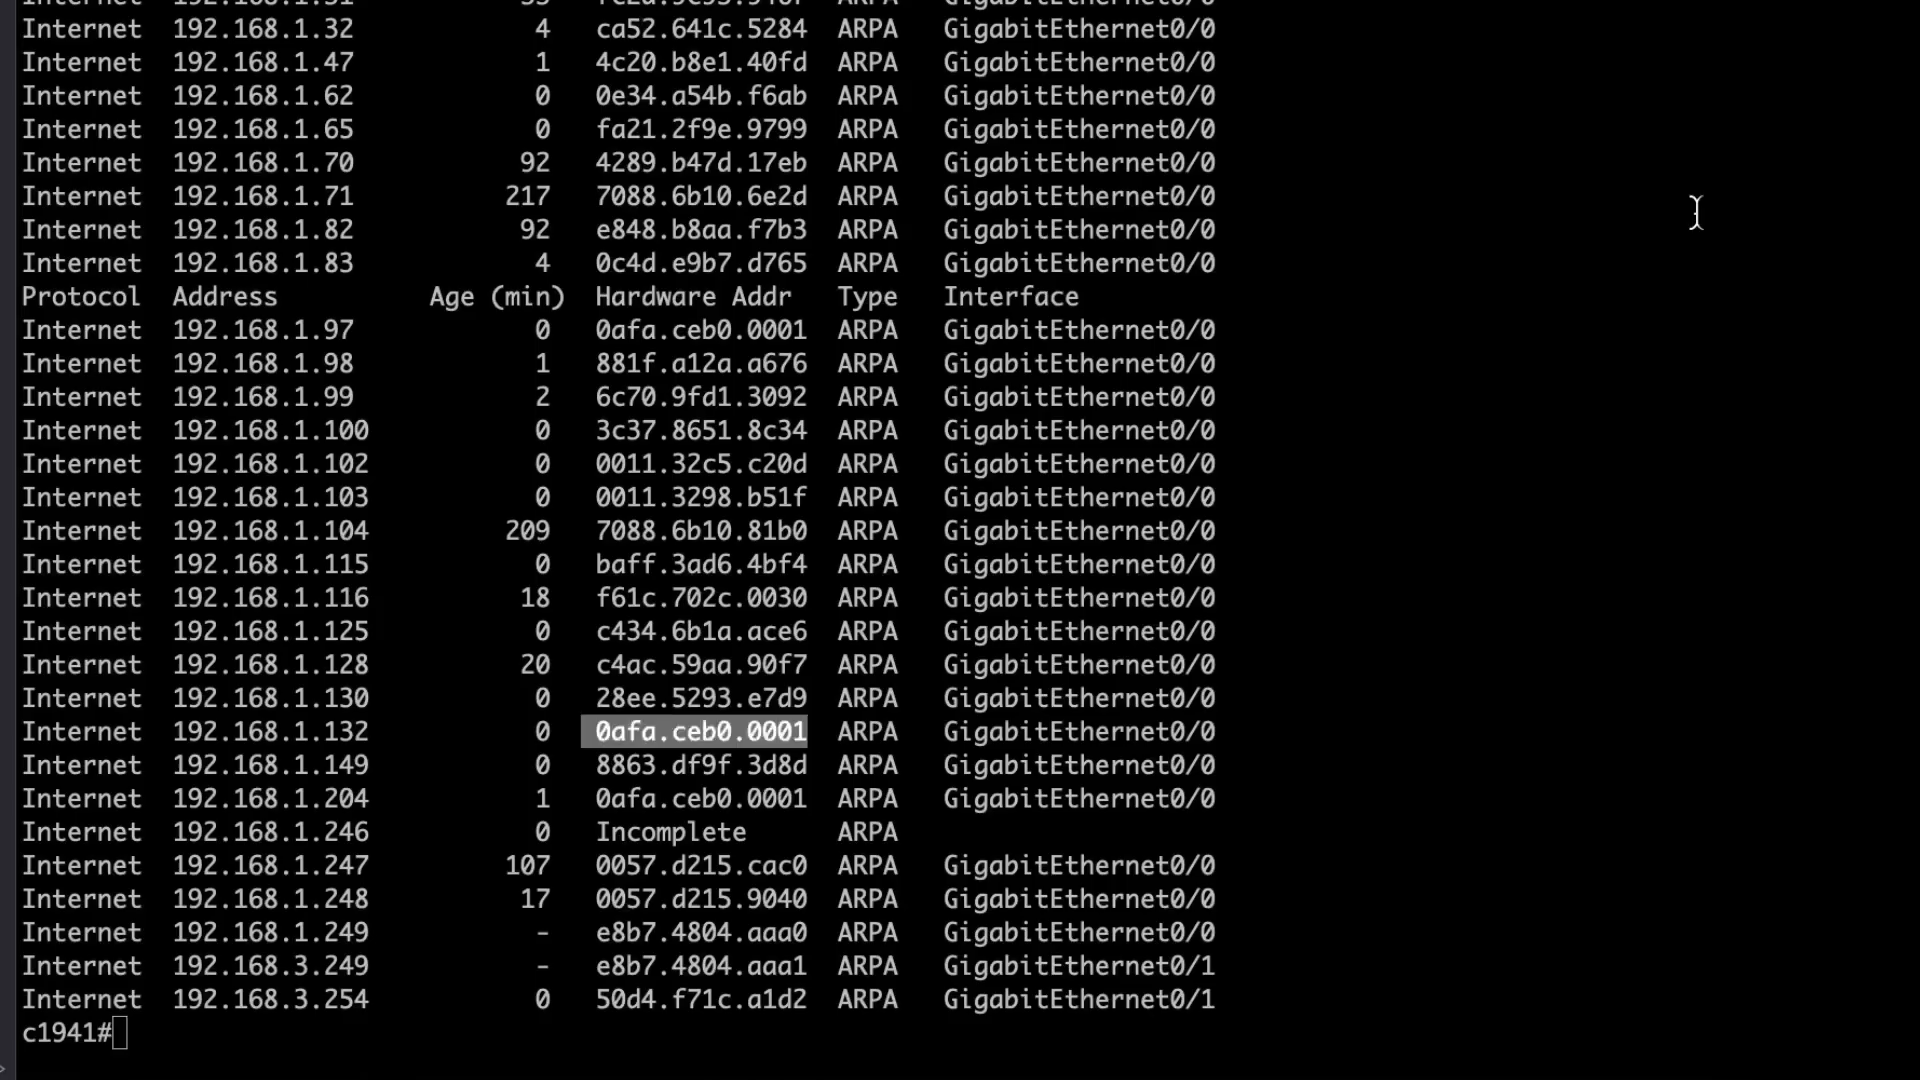 Internet  192.168.1.32            4   ca52.641c.5284  ARPA   GigabitEthernet0/0
Internet  192.168.1.47            1   4c20.b8e1.40fd  ARPA   GigabitEthernet0/0
Internet  192.168.1.62            0   0e34.a54b.f6ab  ARPA   GigabitEthernet0/0
Internet  192.168.1.65            0   fa21.2f9e.9799  ARPA   GigabitEthernet0/0
Internet  192.168.1.70           92   4289.b47d.17eb  ARPA   GigabitEthernet0/0
Internet  192.168.1.71          217   7088.6b10.6e2d  ARPA   GigabitEthernet0/0
Internet  192.168.1.82           92   e848.b8aa.f7b3  ARPA   GigabitEthernet0/0
Internet  192.168.1.83            4   0c4d.e9b7.d765  ARPA   GigabitEthernet0/0
Protocol  Address          Age (min)  Hardware Addr   Type   Interface
Internet  192.168.1.97            0   0afa.ceb0.0001  ARPA   GigabitEthernet0/0
Internet  192.168.1.98            1   881f.a12a.a676  ARPA   GigabitEthernet0/0
Internet  192.168.1.99            2   6c70.9fd1.3092  ARPA   GigabitEthernet0/0
Internet  192.168.1.100           0   3c37.8651.8c34  ARPA   GigabitEthernet0/0
Internet  192.168.1.102           0   0011.32c5.c20d  ARPA   GigabitEthernet0/0
Internet  192.168.1.103           0   0011.3298.b51f  ARPA   GigabitEthernet0/0
Internet  192.168.1.104         209   7088.6b10.81b0  ARPA   GigabitEthernet0/0
Internet  192.168.1.115           0   baff.3ad6.4bf4  ARPA   GigabitEthernet0/0
Internet  192.168.1.116          18   f61c.702c.0030  ARPA   GigabitEthernet0/0
Internet  192.168.1.125           0   c434.6b1a.ace6  ARPA   GigabitEthernet0/0
Internet  192.168.1.128          20   c4ac.59aa.90f7  ARPA   GigabitEthernet0/0
Internet  192.168.1.130           0   28ee.5293.e7d9  ARPA   GigabitEthernet0/0
Internet  192.168.1.132           0   0afa.ceb0.0001  ARPA   GigabitEthernet0/0
Internet  192.168.1.149           0   8863.df9f.3d8d  ARPA   GigabitEthernet0/0
Internet  192.168.1.204           1   0afa.ceb0.0001  ARPA   GigabitEthernet0/0
Internet  192.168.1.246           0   Incomplete      ARPA
Internet  192.168.1.247         107   0057.d215.cac0  ARPA   GigabitEthernet0/0
Internet  192.168.1.248          17   0057.d215.9040  ARPA   GigabitEthernet0/0
Internet  192.168.1.249           -   e8b7.4804.aaa0  ARPA   GigabitEthernet0/0
Internet  192.168.3.249           -   e8b7.4804.aaa1  ARPA   GigabitEthernet0/1
Internet  192.168.3.254           0   50d4.f71c.a1d2  ARPA   GigabitEthernet0/1
c1941#